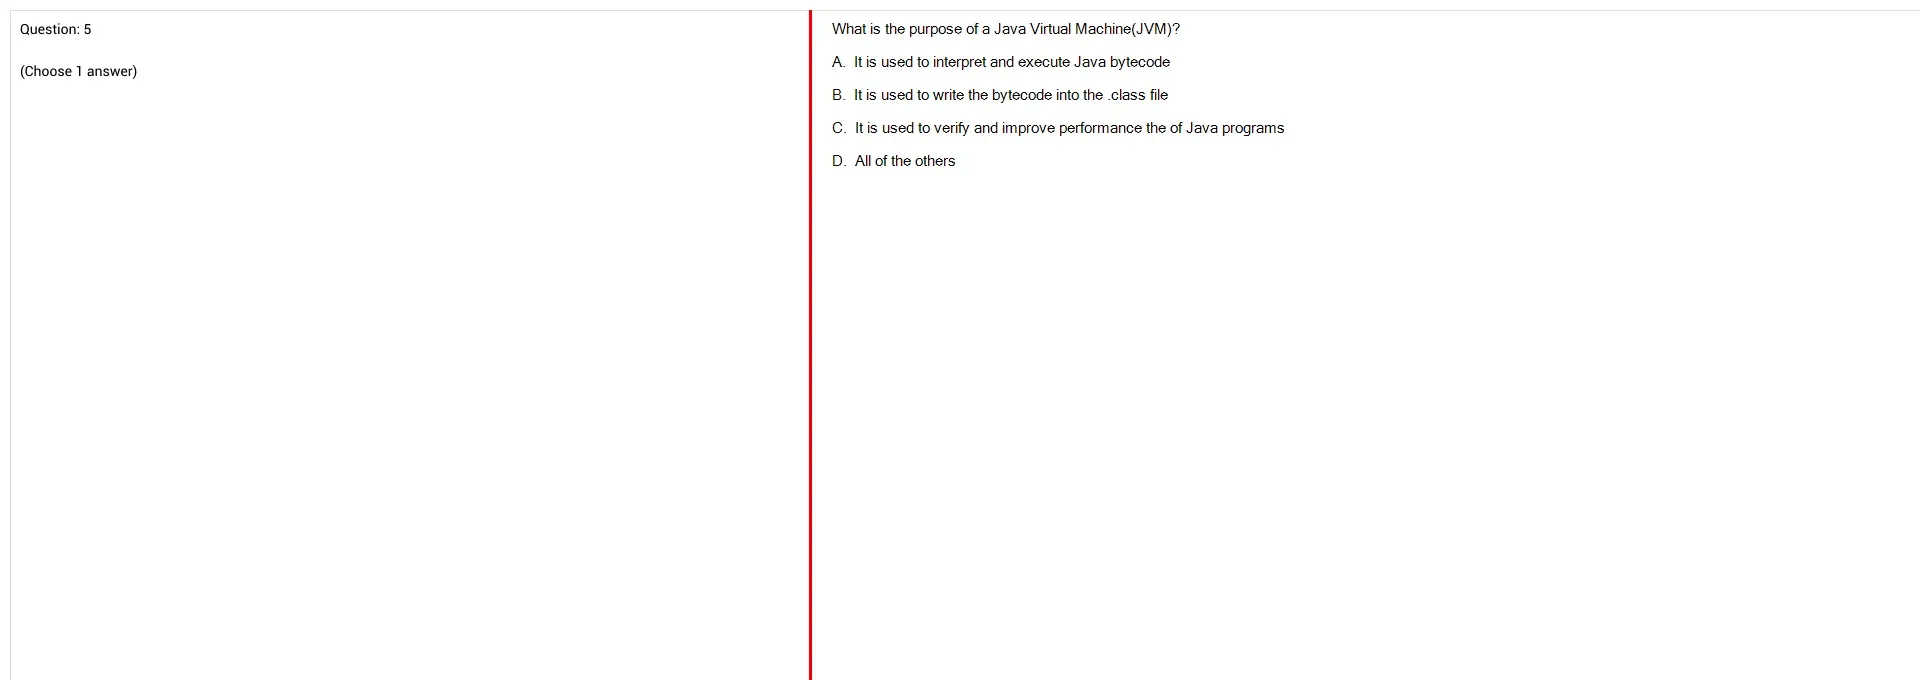 Question: 5
(Choose 1 answer)
What is the purpose of a Java Virtual Machine(JVM)?
A. It is used to interpret and execute Java bytecode
B. It is used to write the bytecode into the .class file
C. It is used to verify and improve performance the of Java programs
D. All of the others